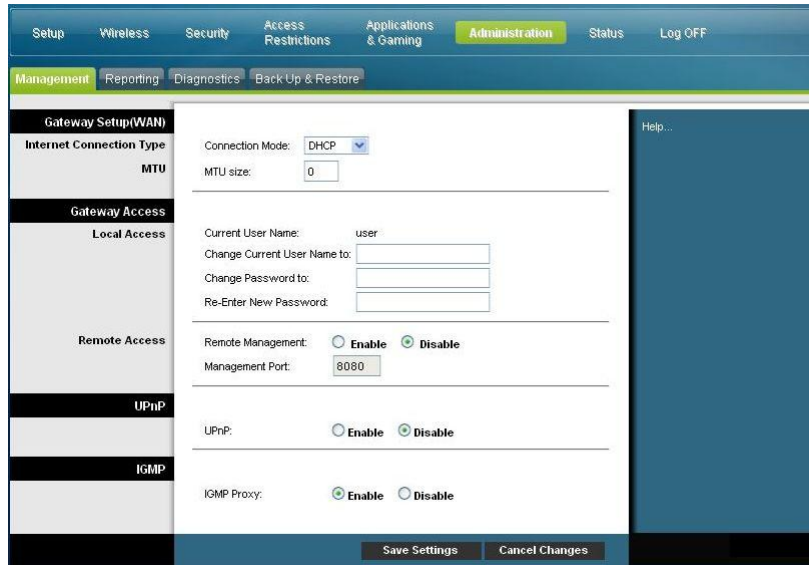 Setup Wireless Security Access Restrictions Applications & Gaming Administration Status Log OFF
Management Reporting Diagnostics Back Up & Restore
Gateway Setup(WAN)
Help...
Internet Connection Type Connection Mode: DHCP
MTU MTU size: 0
Gateway Access
Local Access Current User Name: user
Change Current User Name to:
Change Password to:
Re-Enter New Password:
Remote Access Remote Management: Enable Disable
Management Port: 8080
UPnP
UPnP: Enable Disable
IGMP
IGMP Proxy: Enable Disable
Save Settings Cancel Changes